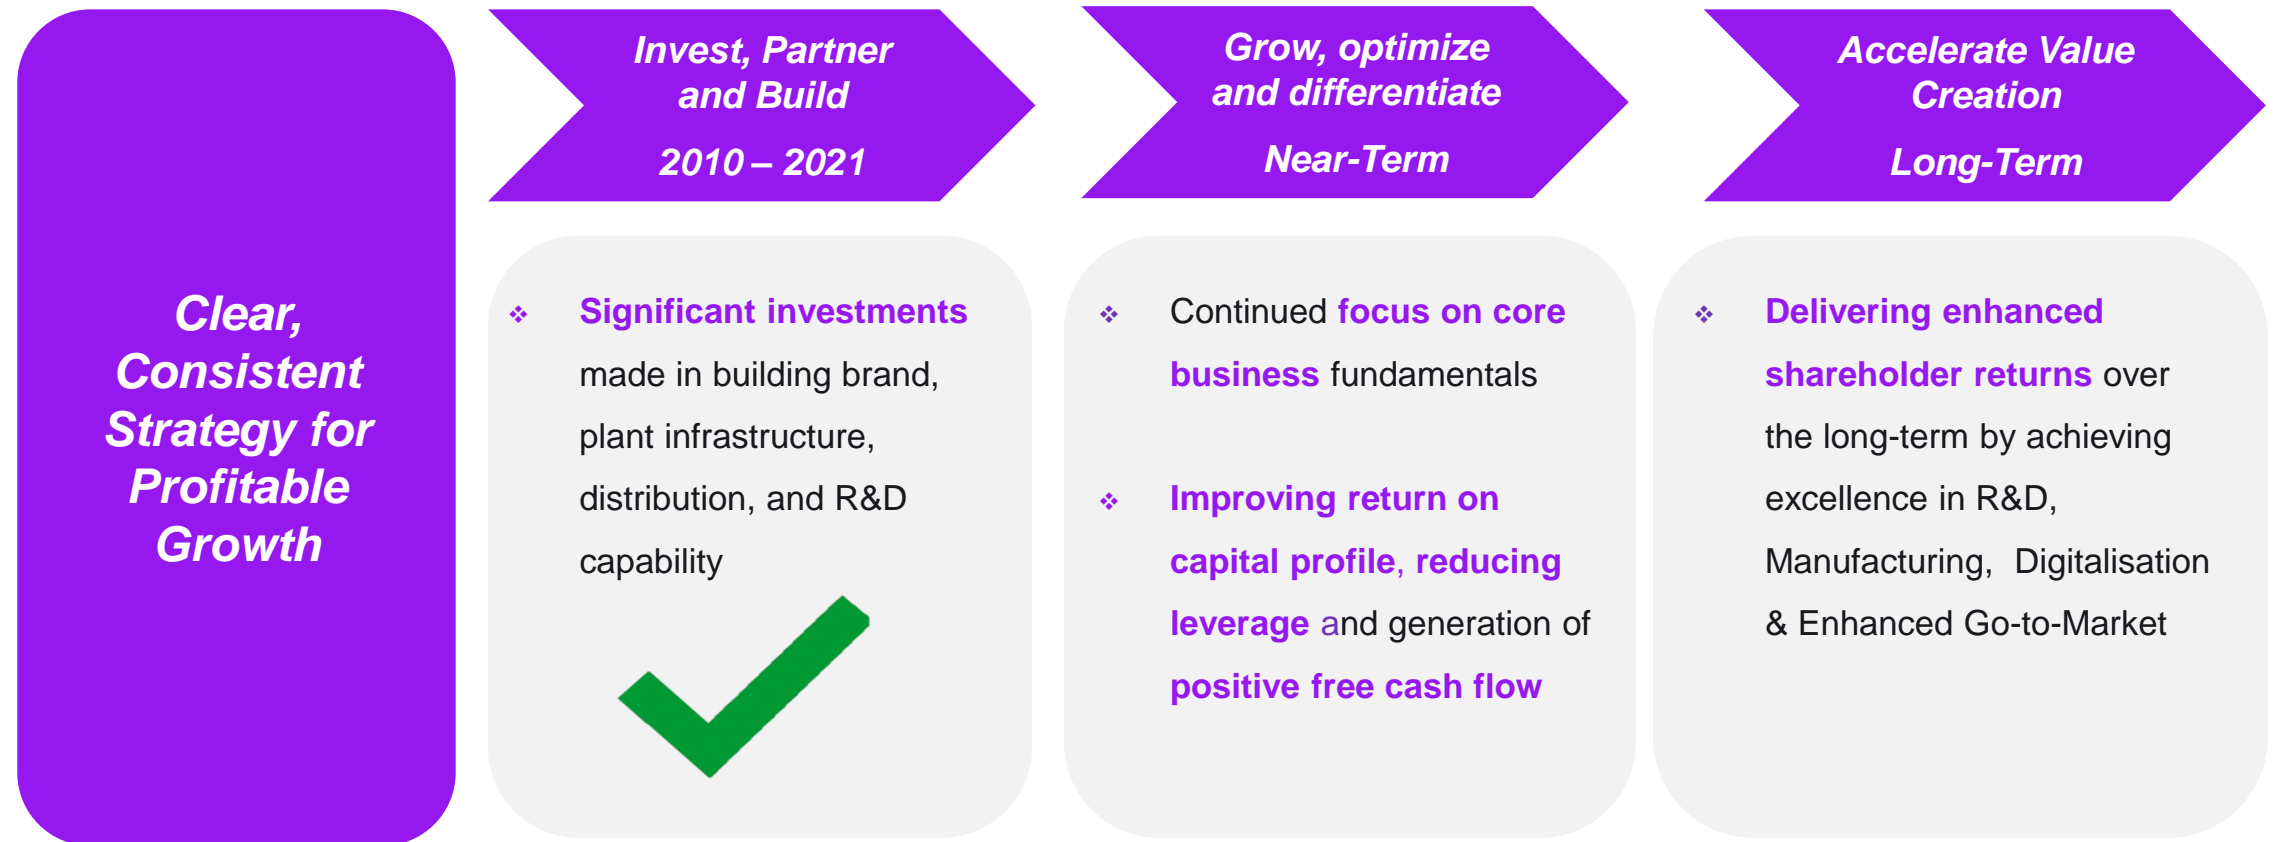 Clear,
Consistent
Strategy for
Profitable
Growth
Invest, Partner
and Build
2010 – 2021
❖ Significant investments
made in building brand,
plant infrastructure,
distribution, and R&D
capability
Grow, optimize
and differentiate
Near-Term
❖ Continued focus on core
business fundamentals
❖ Improving return on
capital profile, reducing
leverage and generation of
positive free cash flow
Accelerate Value
Creation
Long-Term
❖ Delivering enhanced
shareholder returns over
the long-term by achieving
excellence in R&D,
Manufacturing, Digitalisation
& Enhanced Go-to-Market